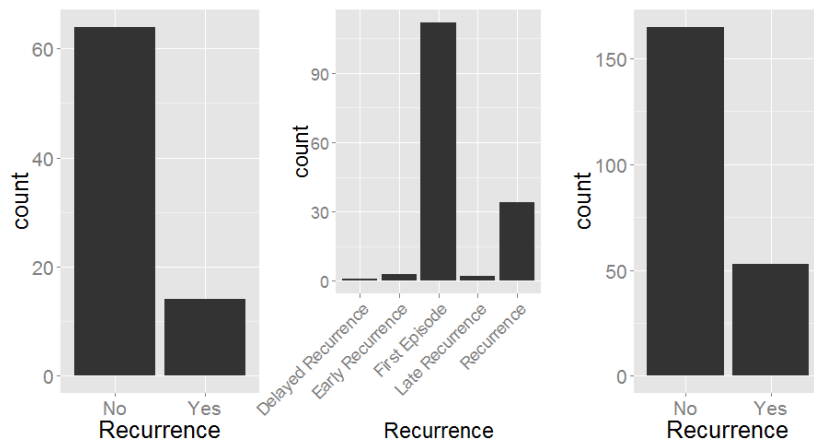 count
60
40
20
0
No Yes
Recurrence
count
90
60
30
0
Delayed Recurrence
Early Recurrence
First Episode
Late Recurrence
Recurrence
Recurrence
count
150
100
50
0
No Yes
Recurrence